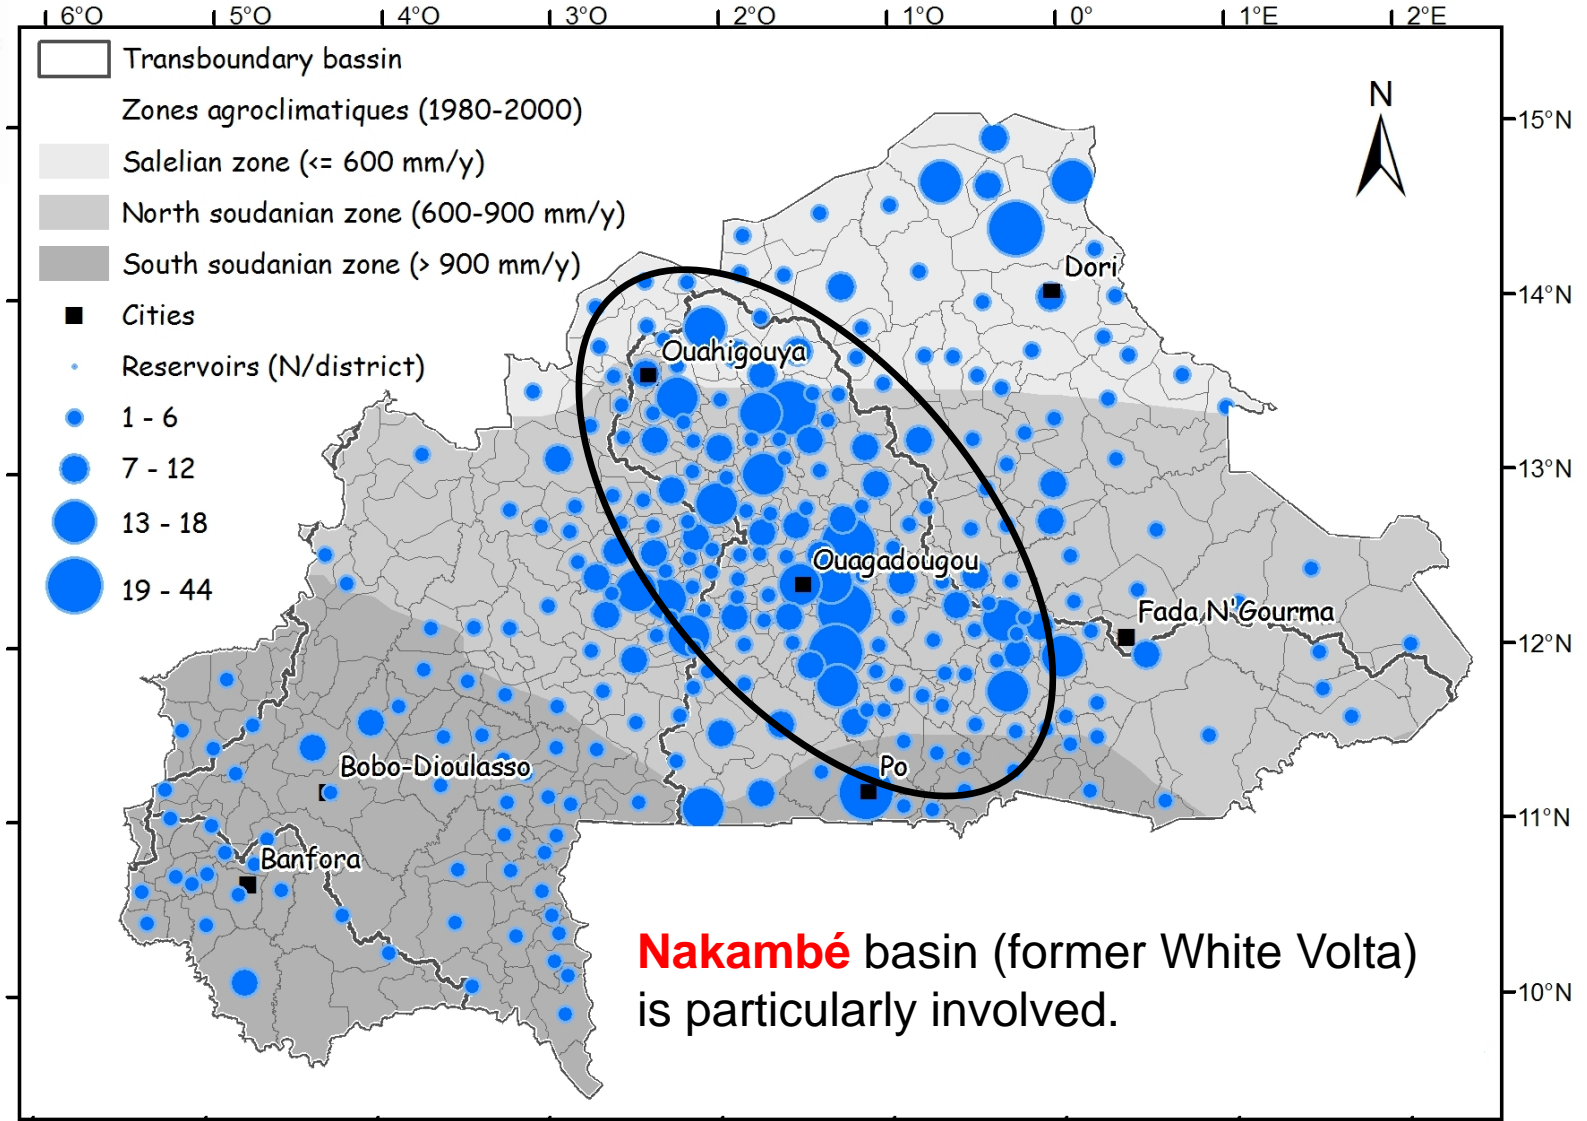 6°O 5°O 4°O 3°O 2°O 1°O 0° 1°E 2°E
Transboundary bassin
Zones agroclimatiques (1980-2000)
Salelian zone (<= 600 mm/y)
North soudanian zone (600-900 mm/y)
South soudanian zone (> 900 mm/y)
Cities
Reservoirs (N/district)
1 - 6
7 - 12
13 - 18
19 - 44
N
15°N
14°N
13°N
12°N
11°N
10°N
Dori
Ouahigouya
Ouagadougou
Fada N'Gourma
Bobo-Dioulasso
Po
Banfora
Nakambé basin (former White Volta)
is particularly involved.